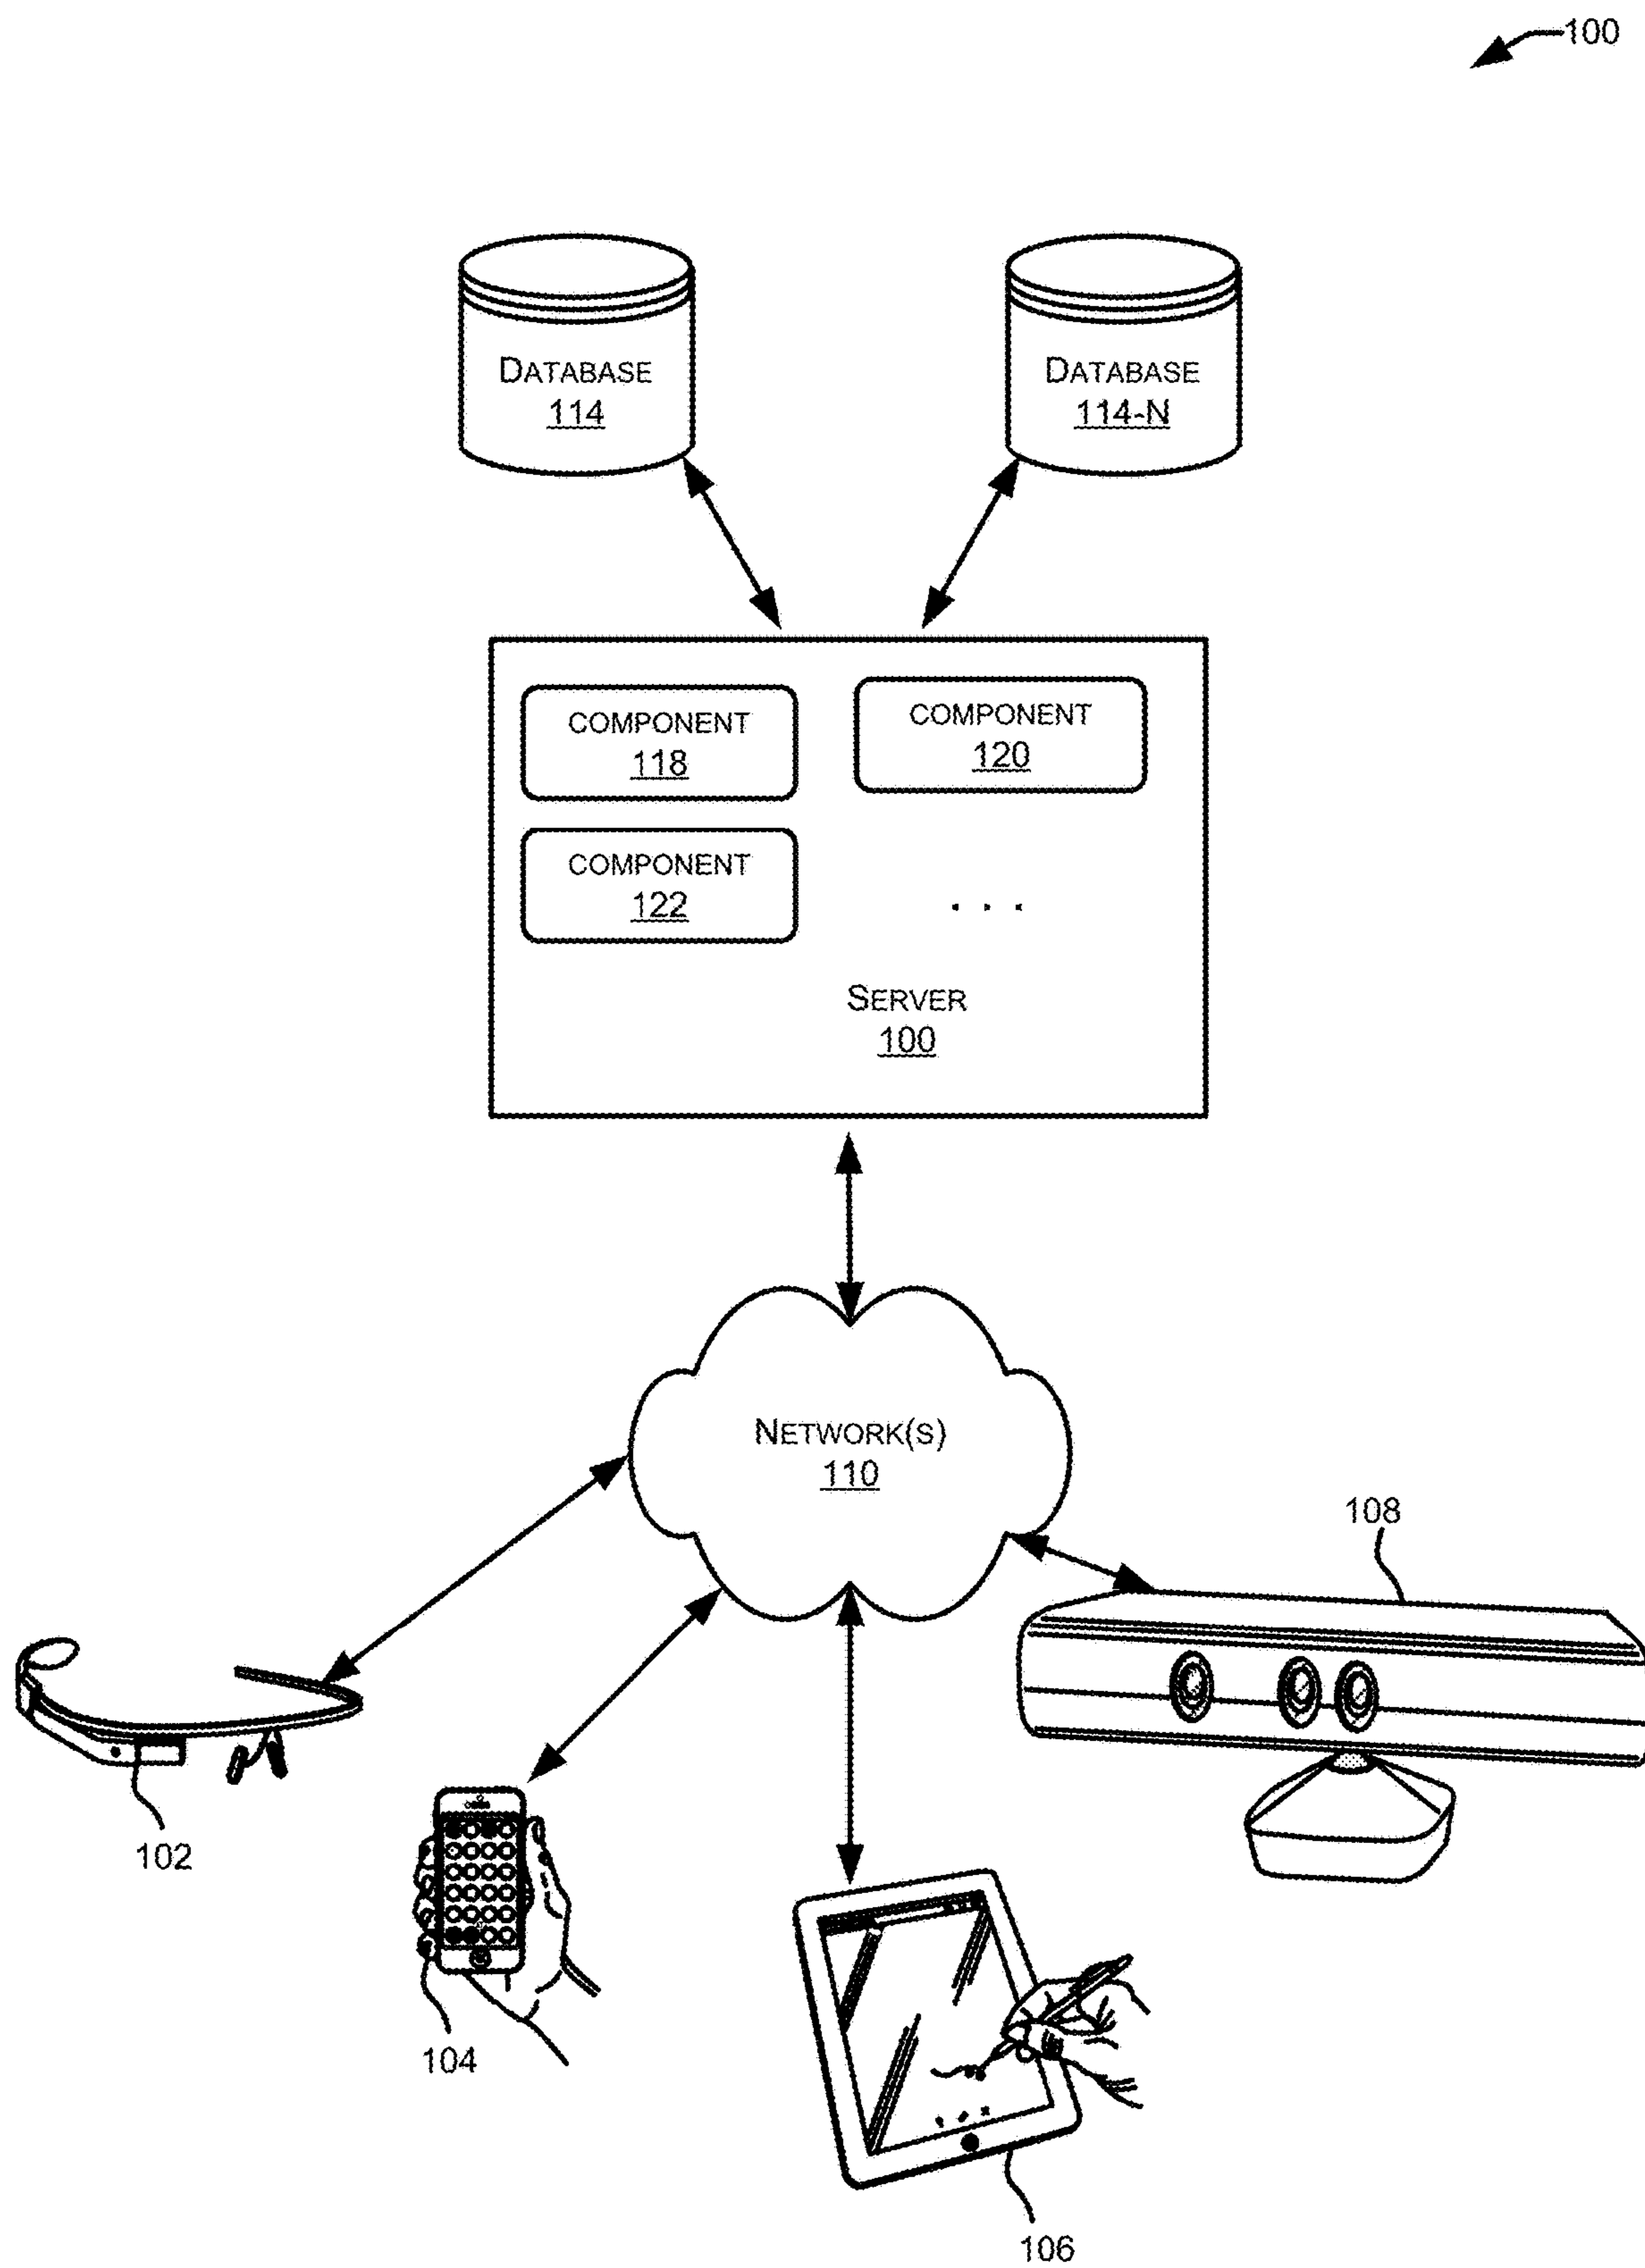 100
DATABASE
114
DATABASE
114-N
COMPONENT
118
COMPONENT
120
COMPONENT
122
. . .
SERVER
100
NETWORK(S)
110
108
102
104
106